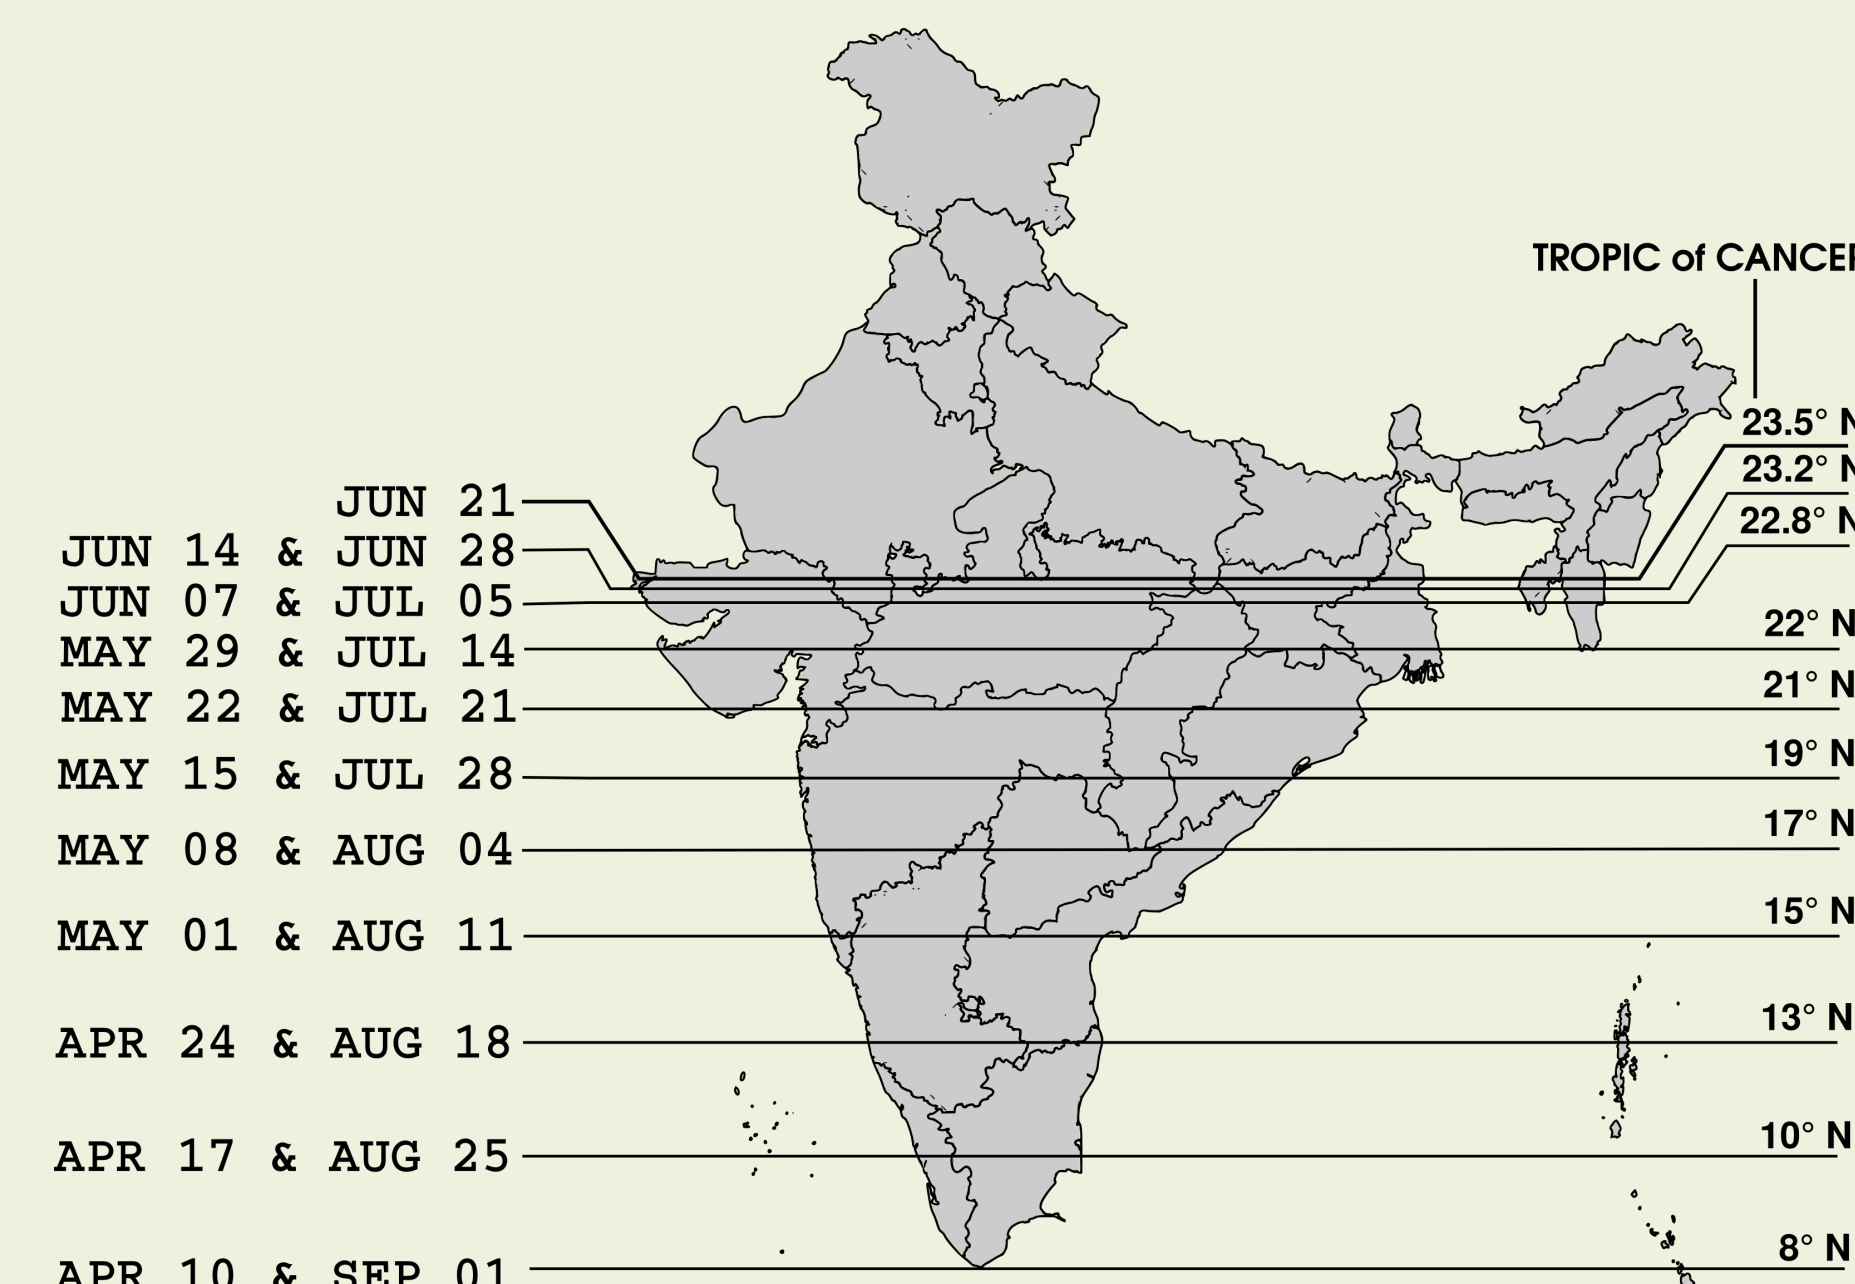 TROPIC of CANCER
23.5° N
23.2° N
22.8° N
JUN 21
JUN 14 & JUN 28
JUN 07 & JUL 05
MAY 29 & JUL 14
22° N
MAY 22 & JUL 21
21° N
MAY 15 & JUL 28
19° N
MAY 08 & AUG 04
17° N
MAY 01 & AUG 11
15° N
APR 24 & AUG 18
13° N
APR 17 & AUG 25
10° N
APR 10 & SEP 01
8° N